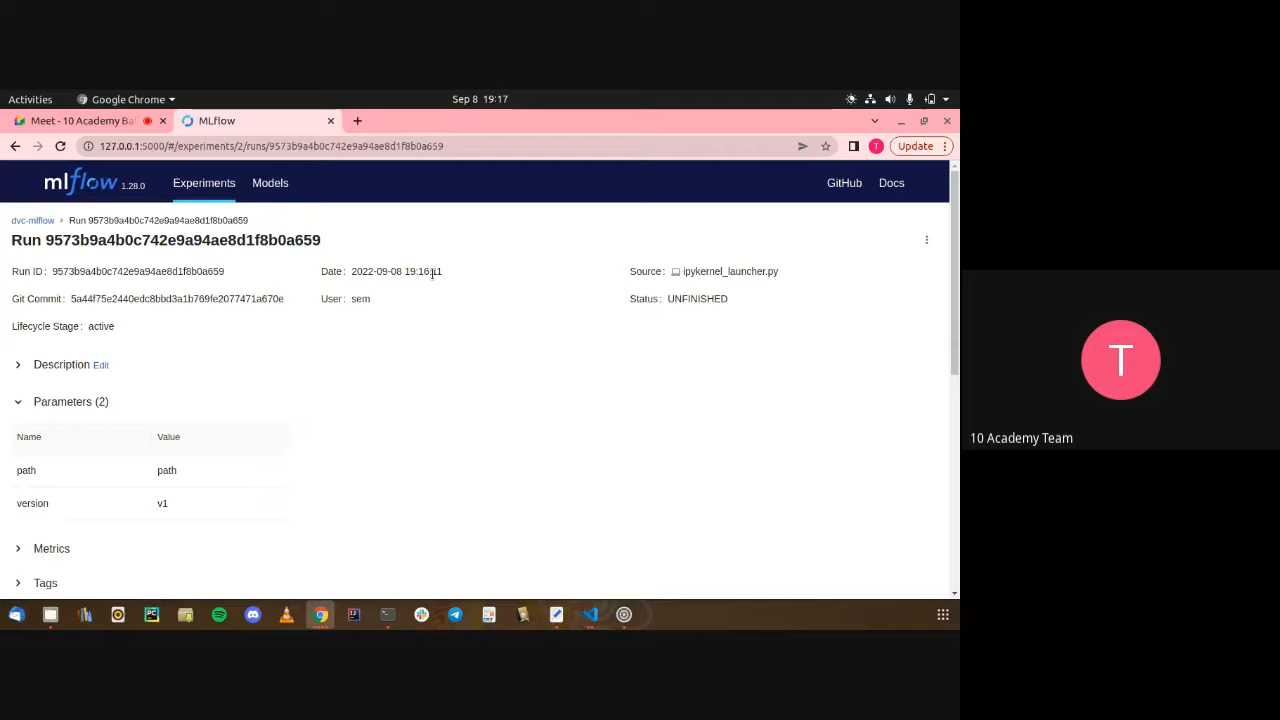 Activities Google Chrome Sep 8 19:17
Meet - 10 Academy Ba MLflow
127.0.0.1:5000/#/experiments/2/runs/9573b9a4b0c742e9a94ae8d1f8b0a659 T Update
mlflow 1.28.0 Experiments Models GitHub Docs
dvc-mlflow > Run 9573b9a4b0c742e9a94ae8d1f8b0a659
Run 9573b9a4b0c742e9a94ae8d1f8b0a659
Run ID: 9573b9a4b0c742e9a94ae8d1f8b0a659 Date: 2022-09-08 19:16:11 Source: ipykernel_launcher.py
Git Commit: 5a44f75e2440edc8bbd3a1b769fe2077471a670e User: sem Status: UNFINISHED
Lifecycle Stage: active
Description Edit
Parameters (2)
Name Value
path path
version v1
Metrics
Tags
T
10 Academy Team